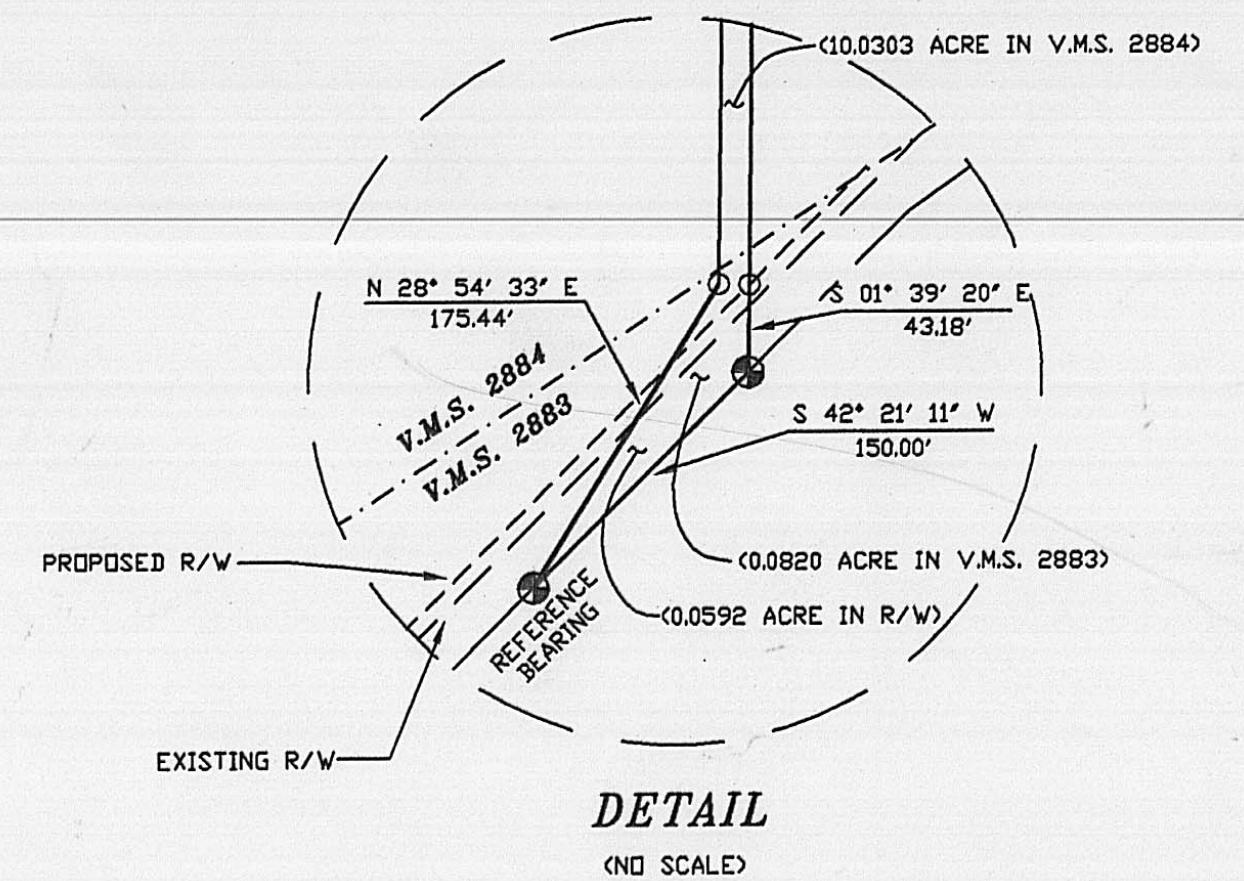 (10.0303 ACRE IN V.M.S. 2884)
N 28° 54' 33" E
175.44'
S 01° 39' 20" E
43.18'
V.M.S. 2884
V.M.S. 2883
S 42° 21' 11" W
150.00'
PROPOSED R/W
(0.0820 ACRE IN V.M.S. 2883)
(0.0592 ACRE IN R/W)
REFERENCE
BEARING
EXISTING R/W
DETAIL
(NO SCALE)